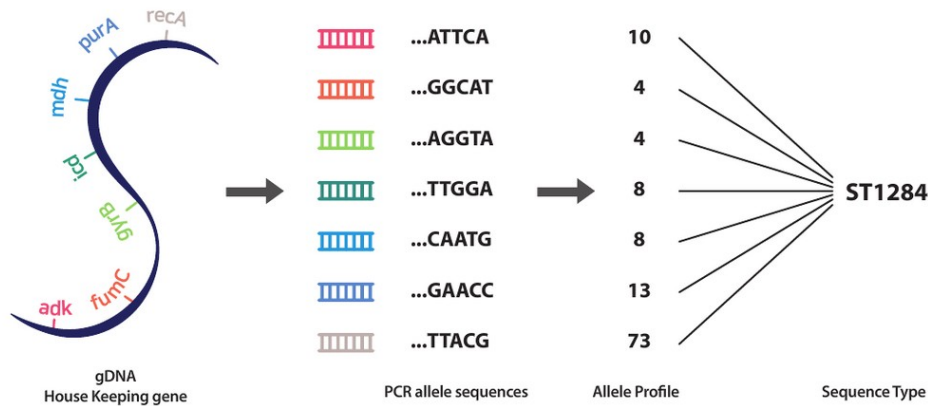 recA
purA
mdh
icd
gyrB
fumC
adk
...ATTCA 10
...GGCAT 4
...AGGTA 4
...TTGGA 8
...CAATG 8
...GAACC 13
...TTACG 73
ST1284
gDNA
House Keeping gene
PCR allele sequences
Allele Profile
Sequence Type